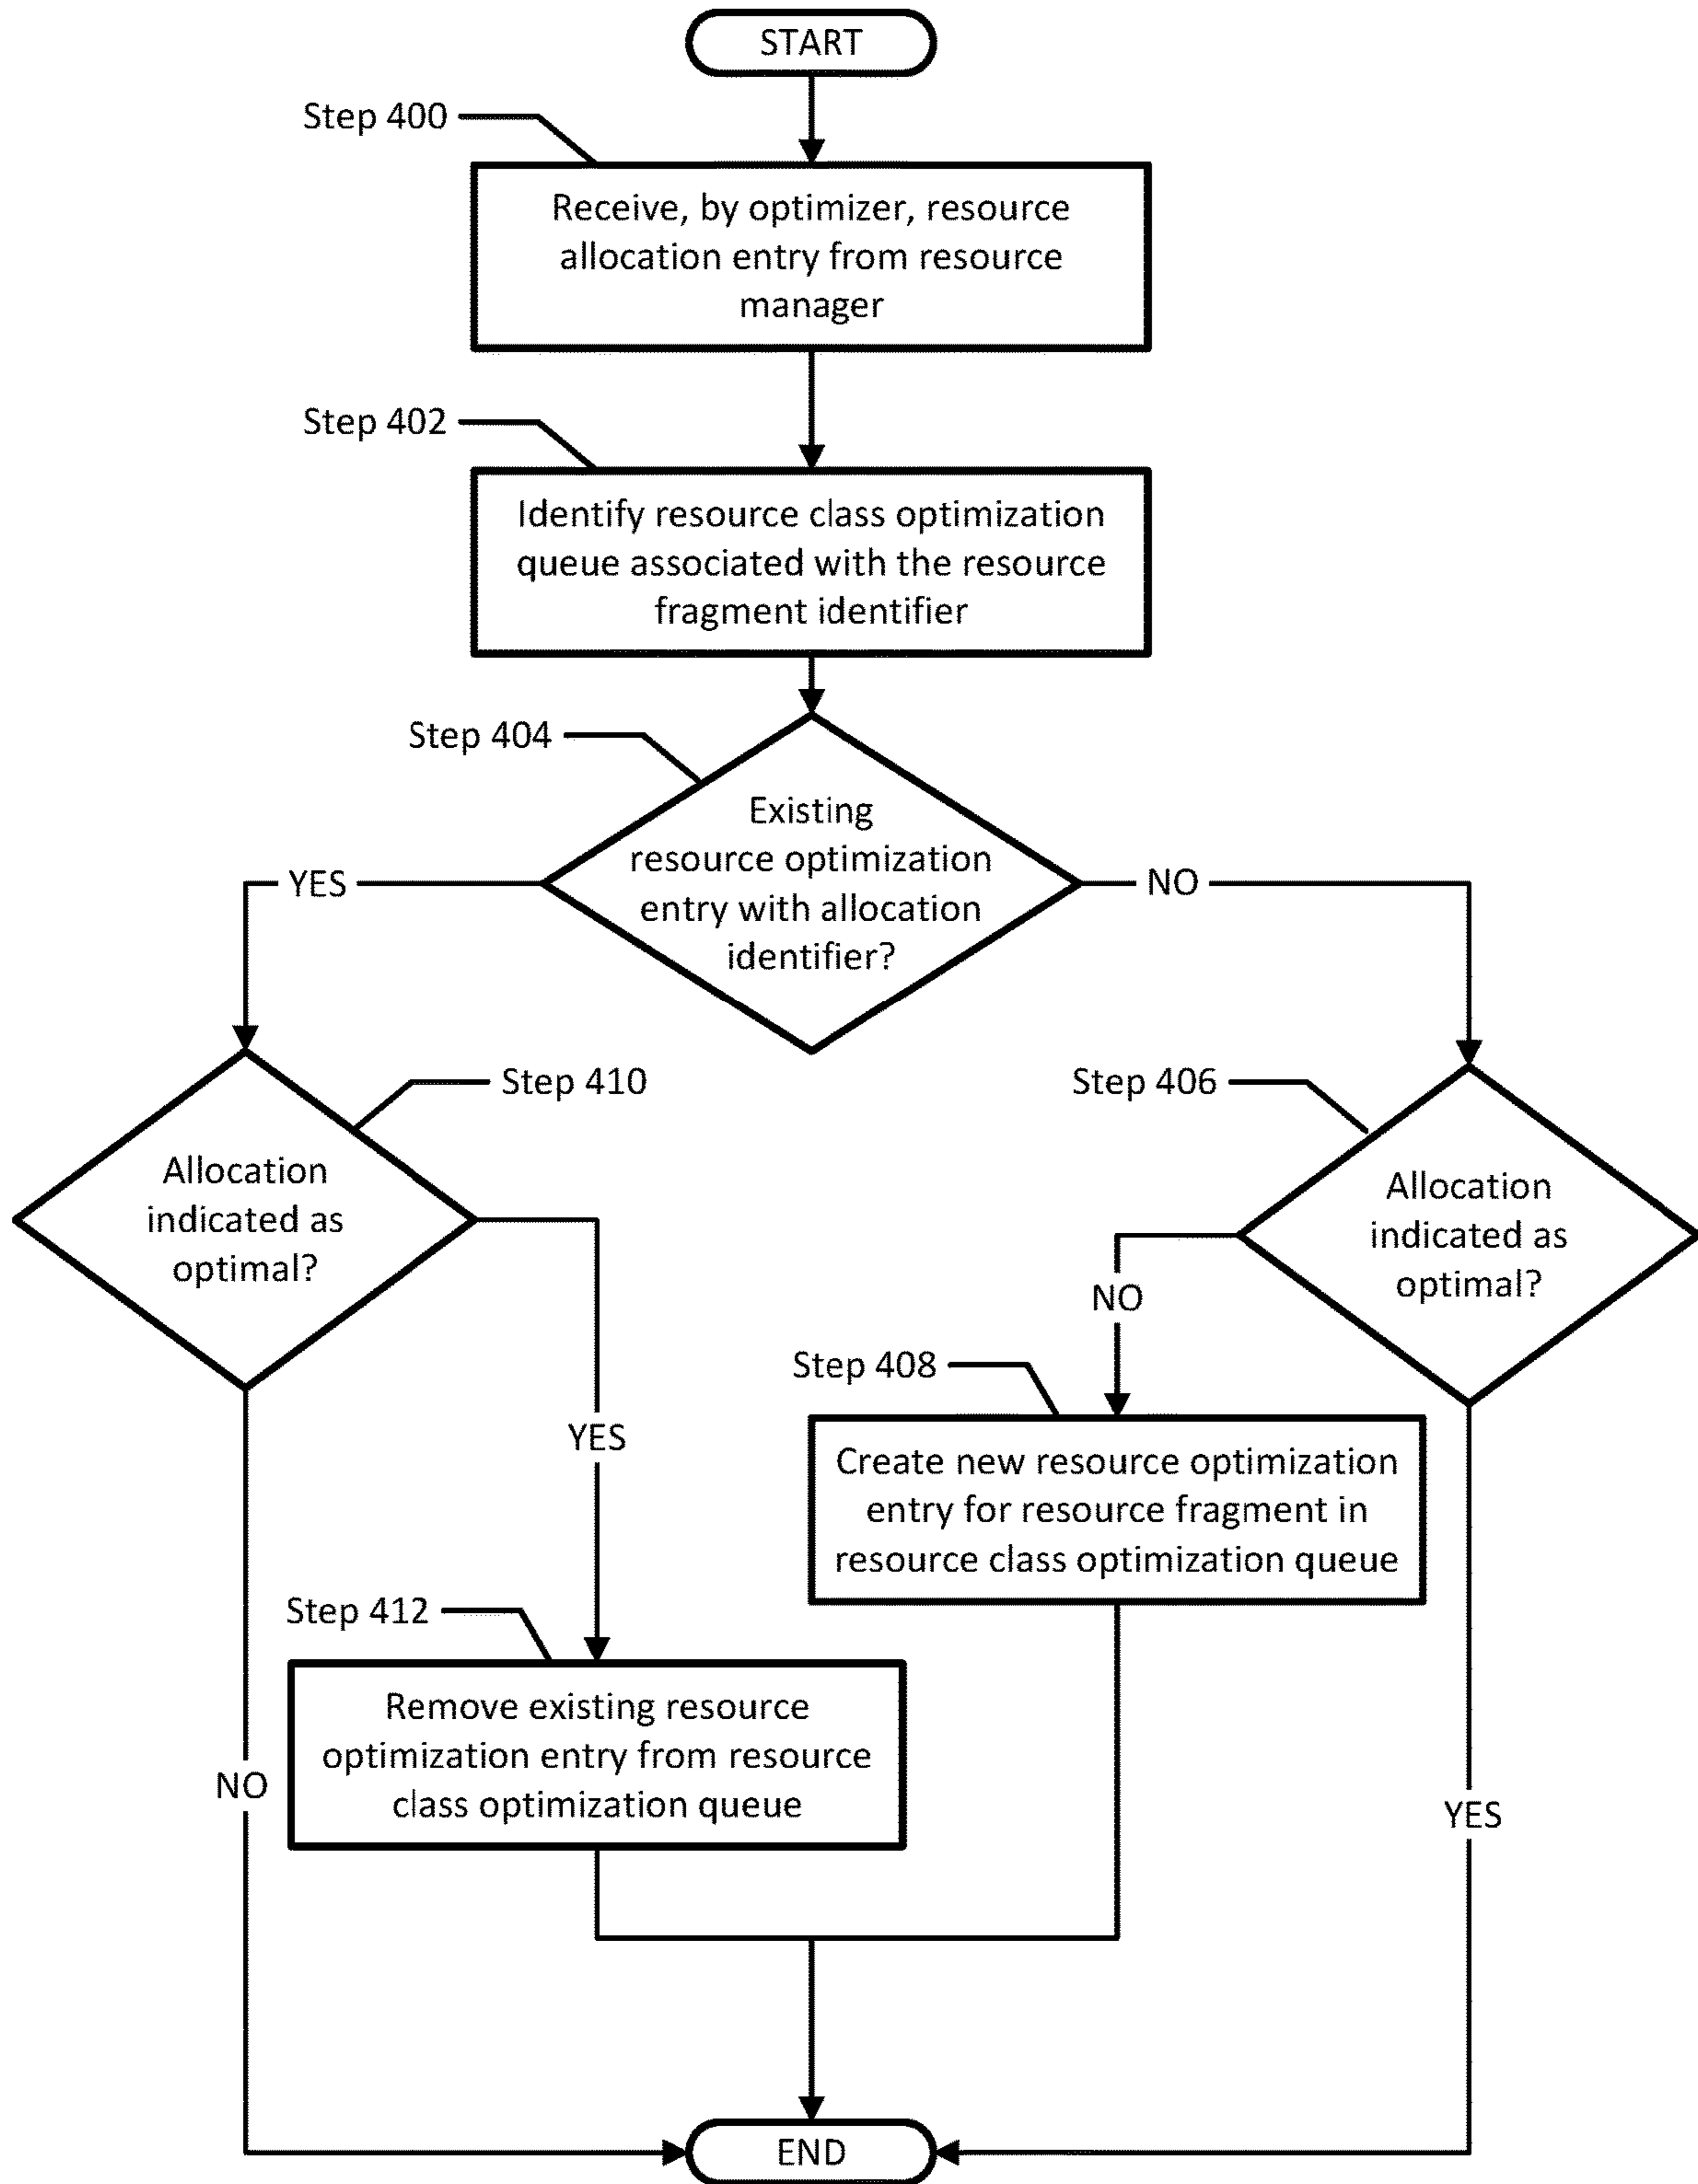 START
Step 400
Receive, by optimizer, resource
allocation entry from resource
manager
Step 402
Identify resource class optimization
queue associated with the resource
fragment identifier
Step 404
Existing
resource optimization
entry with allocation
identifier?
YES
NO
Step 410
Allocation
indicated as
optimal?
Step 406
Allocation
indicated as
optimal?
NO
Step 408
Create new resource optimization
entry for resource fragment in
resource class optimization queue
YES
Step 412
Remove existing resource
optimization entry from resource
class optimization queue
NO
YES
END